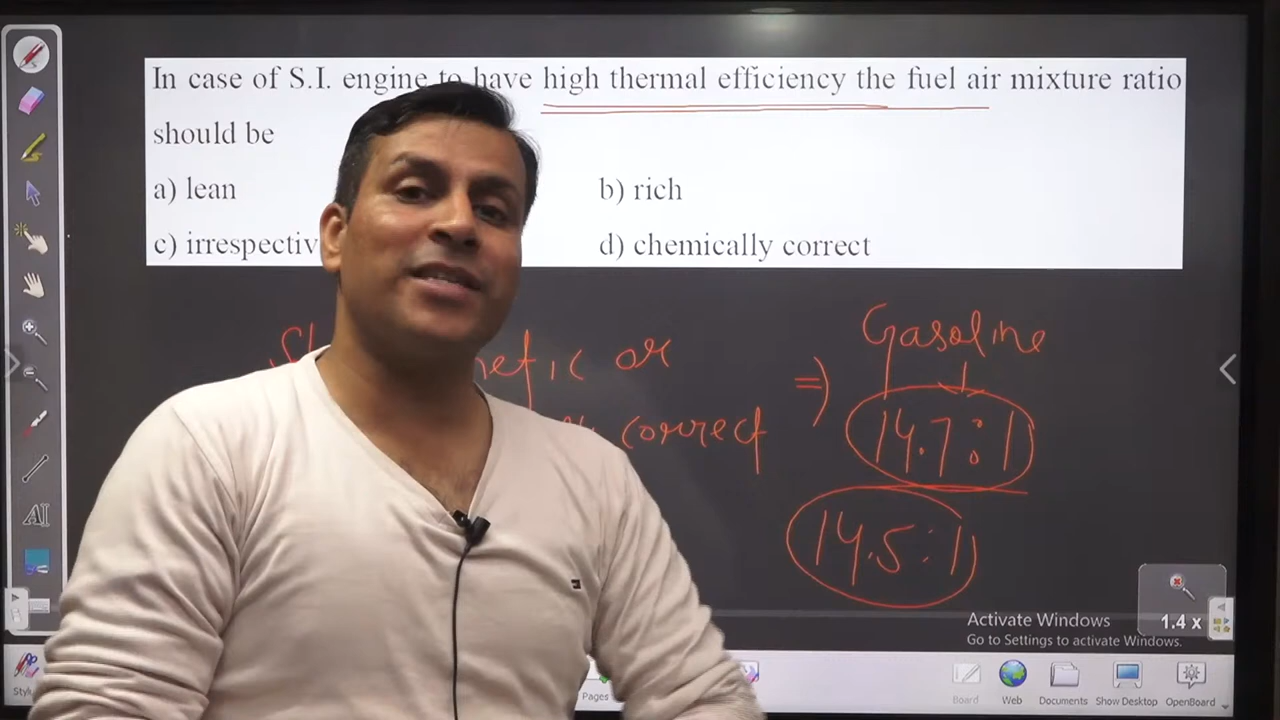 In case of S.I. engine to have high thermal efficiency the fuel air mixture ratio
should be
a) lean
b) rich
c) irrespectiv
d) chemically correct
Gasoline
or
=) 14.7:1
correct
14.5:1
1.4 x
Activate Windows
Go to Settings to activate Windows.
Pages
Board
Web
Documents
Show Desktop
OpenBoard